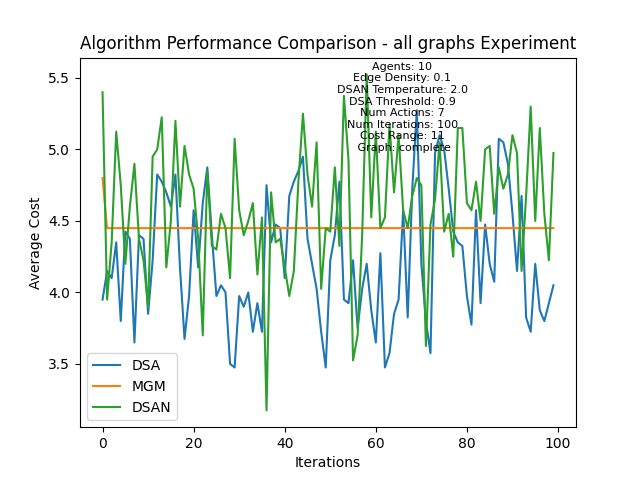 Algorithm Performance Comparison - all graphs Experiment
Agents: 10
Edge Density: 0.1
DSAN Temperature: 2.0
DSA Threshold: 0.9
Num Actions: 7
Num Iterations: 100
Cost Range: 11
Graph: complete
5.5
5.0
4.5
4.0
3.5
Average Cost
DSA
MGM
DSAN
0
20
40
60
80
100
Iterations